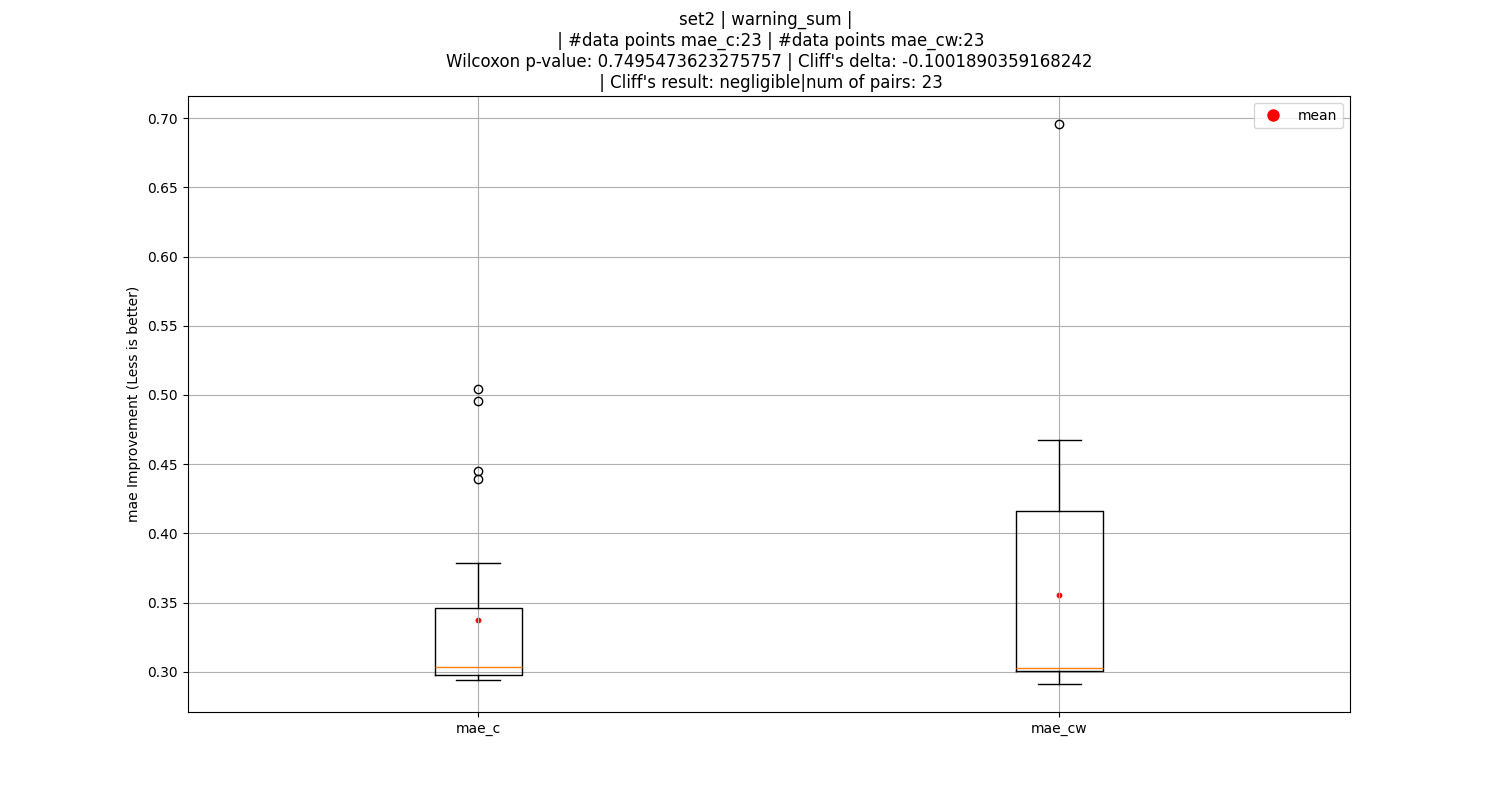 set2 | warning_sum |
| #data points mae_c:23 | #data points mae_cw:23
Wilcoxon p-value: 0.7495473623275757 | Cliff's delta: -0.1001890359168242
| Cliff's result: negligible|num of pairs: 23
mean
mae Improvement (Less is better)
0.70
0.65
0.60
0.55
0.50
0.45
0.40
0.35
0.30
mae_c
mae_cw